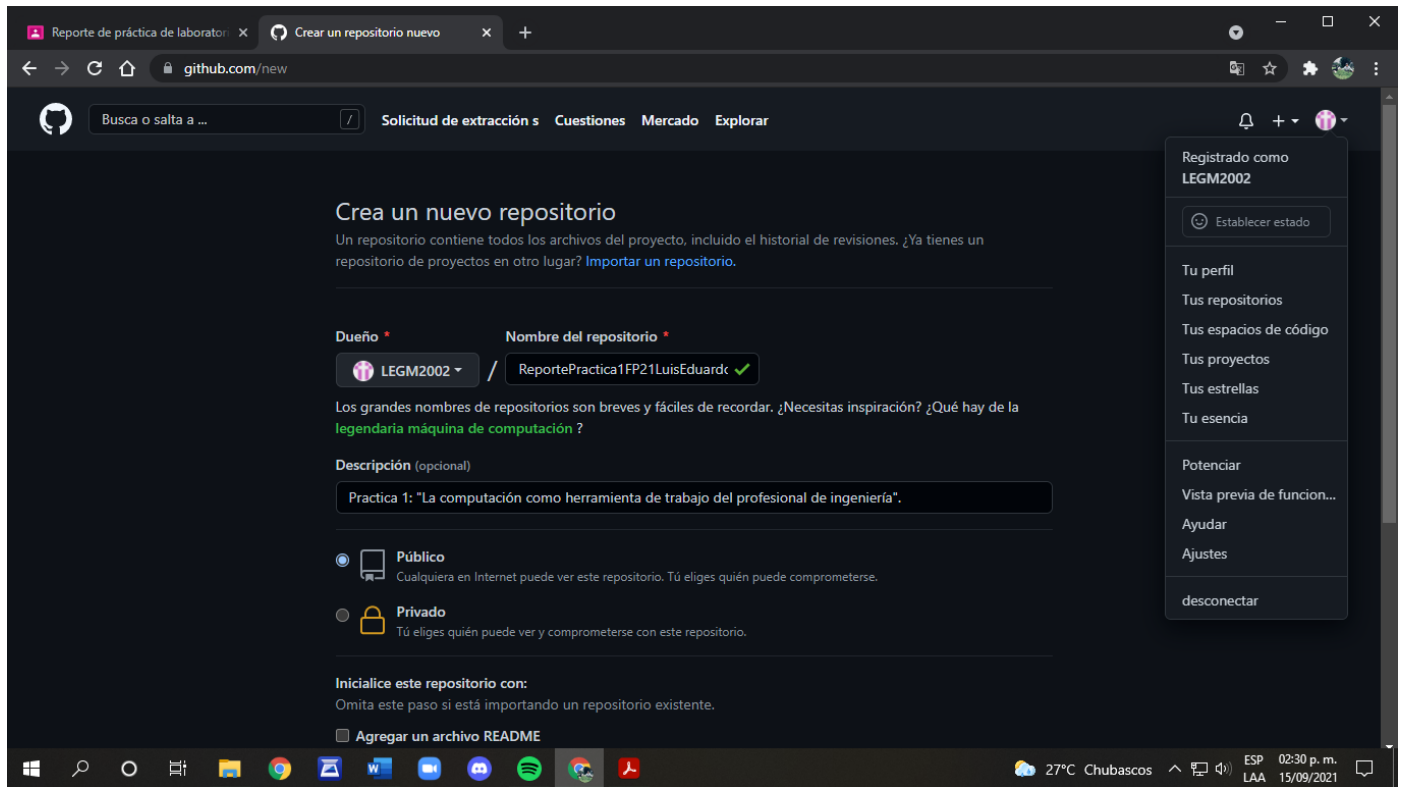 Reporte de práctica de laborator
Crear un repositorio nuevo
github.com/new
Busca o salta a ...
/
Solicitud de extracción s Cuestiones Mercado Explorar
Registrado como
LEGM2002
Establecer estado
Tu perfil
Tus repositorios
Tus espacios de código
Tus proyectos
Tus estrellas
Tu esencia
Potenciar
Vista previa de funcion...
Ayudar
Ajustes
desconectar
Crea un nuevo repositorio
Un repositorio contiene todos los archivos del proyecto, incluido el historial de revisiones. ¿Ya tienes un
repositorio de proyectos en otro lugar? Importar un repositorio.
Dueño * Nombre del repositorio *
LEGM2002 / ReportePractica1FP21LuisEduardo
Los grandes nombres de repositorios son breves y fáciles de recordar. ¿Necesitas inspiración? ¿Qué hay de la
legendaria máquina de computación ?
Descripción (opcional)
Practica 1: "La computación como herramienta de trabajo del profesional de ingeniería".
Público
Cualquiera en Internet puede ver este repositorio. Tú eliges quién puede comprometerse.
Privado
Tú eliges quién puede ver y comprometerse con este repositorio.
Inicialice este repositorio con:
Omita este paso si está importando un repositorio existente.
Agregar un archivo README
27°C Chubascos
ESP 02:30 p. m.
LAA 15/09/2021